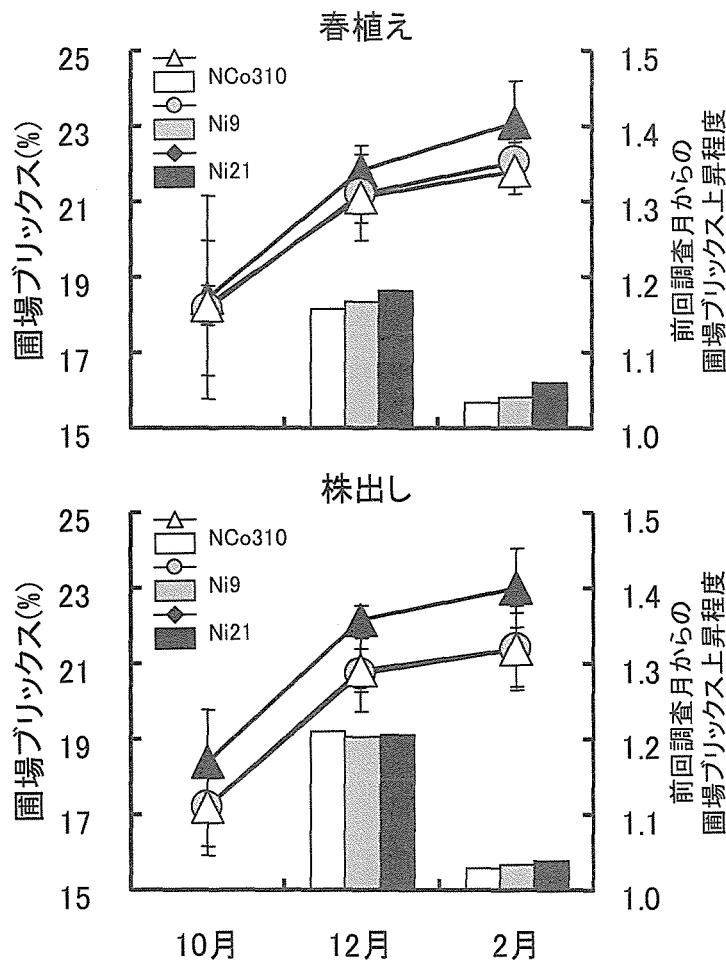 春植え
25
23
21
19
17
15
圃場ブリックス(%)
NCo310
Ni9
Ni21
1.5
1.4
1.3
1.2
1.1
1.0
前回調査月からの
圃場ブリックス上昇程度
株出し
25
23
21
19
17
15
圃場ブリックス(%)
NCo310
Ni9
Ni21
1.5
1.4
1.3
1.2
1.1
1.0
前回調査月からの
圃場ブリックス上昇程度
10月 12月 2月